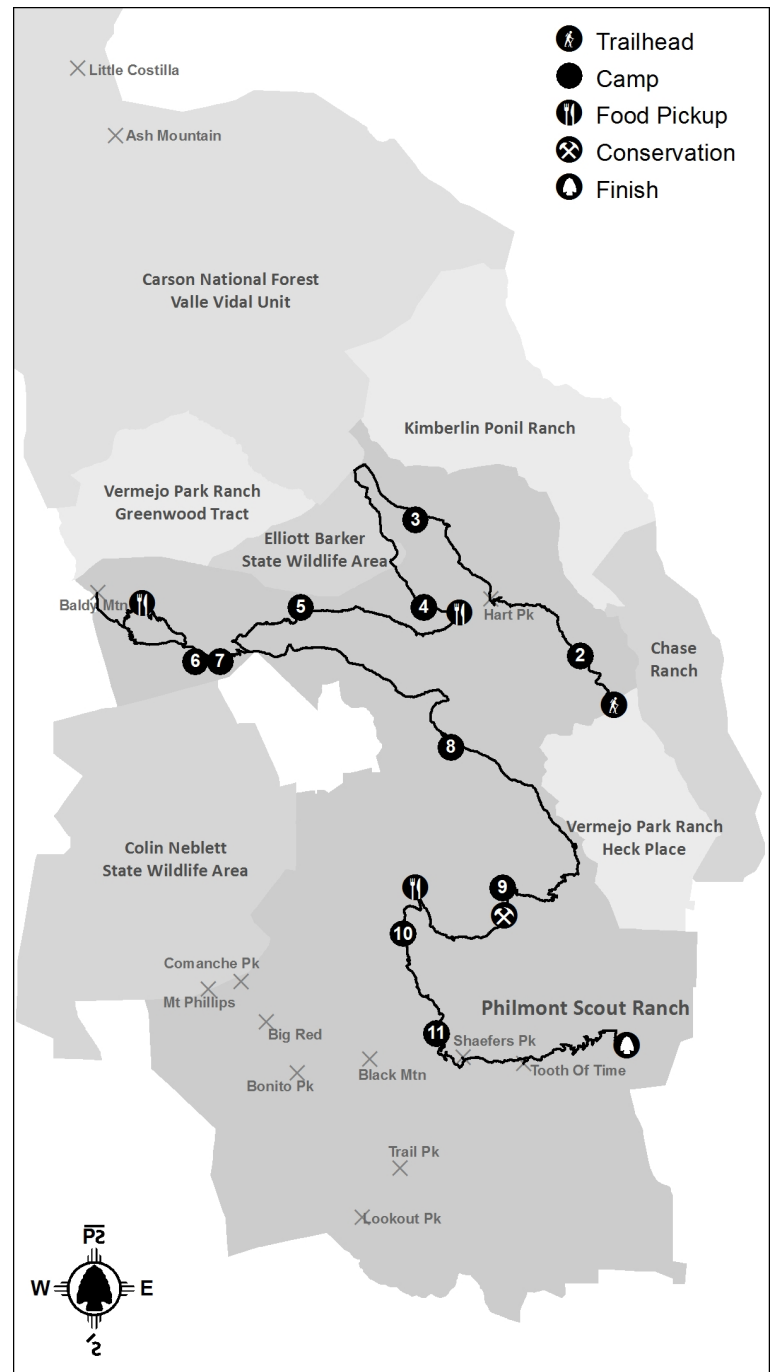 Trailhead
Camp
Food Pickup
Conservation
Finish
Little Costilla
Ash Mountain
Carson National Forest
Valle Vidal Unit
Kimberlin Ponil Ranch
Vermejo Park Ranch
Greenwood Tract
Elliott Barker
State Wildlife Area
3
Baldy Mtn
5
4
Hart Pk
2
Chase
Ranch
6
7
8
Vermejo Park Ranch
Heck Place
Colin Neblett
State Wildlife Area
9
10
Comanche Pk
Mt Phillips
Philmont Scout Ranch
Big Red
11
Shaefers Pk
Black Mtn
Tooth Of Time
Bonito Pk
Trail Pk
Lookout Pk
W
E